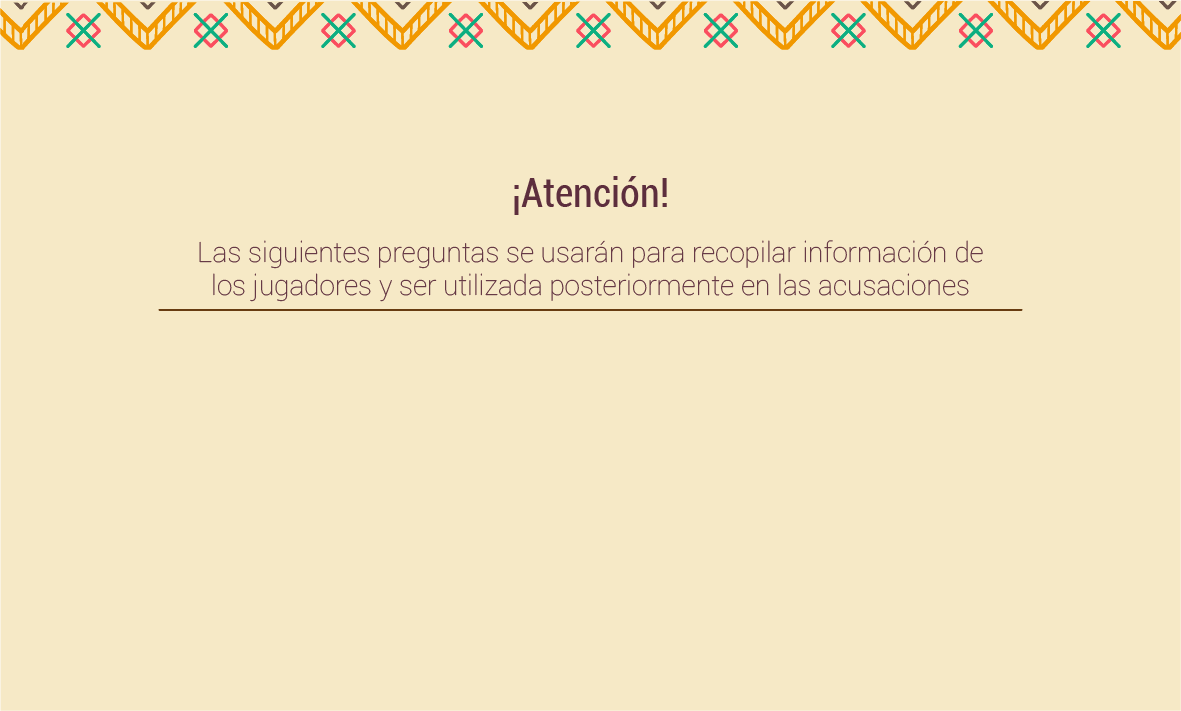 ¡Atención!
Las siguientes preguntas se usarán para recopilar información de
los jugadores y ser utilizada posteriormente en las acusaciones